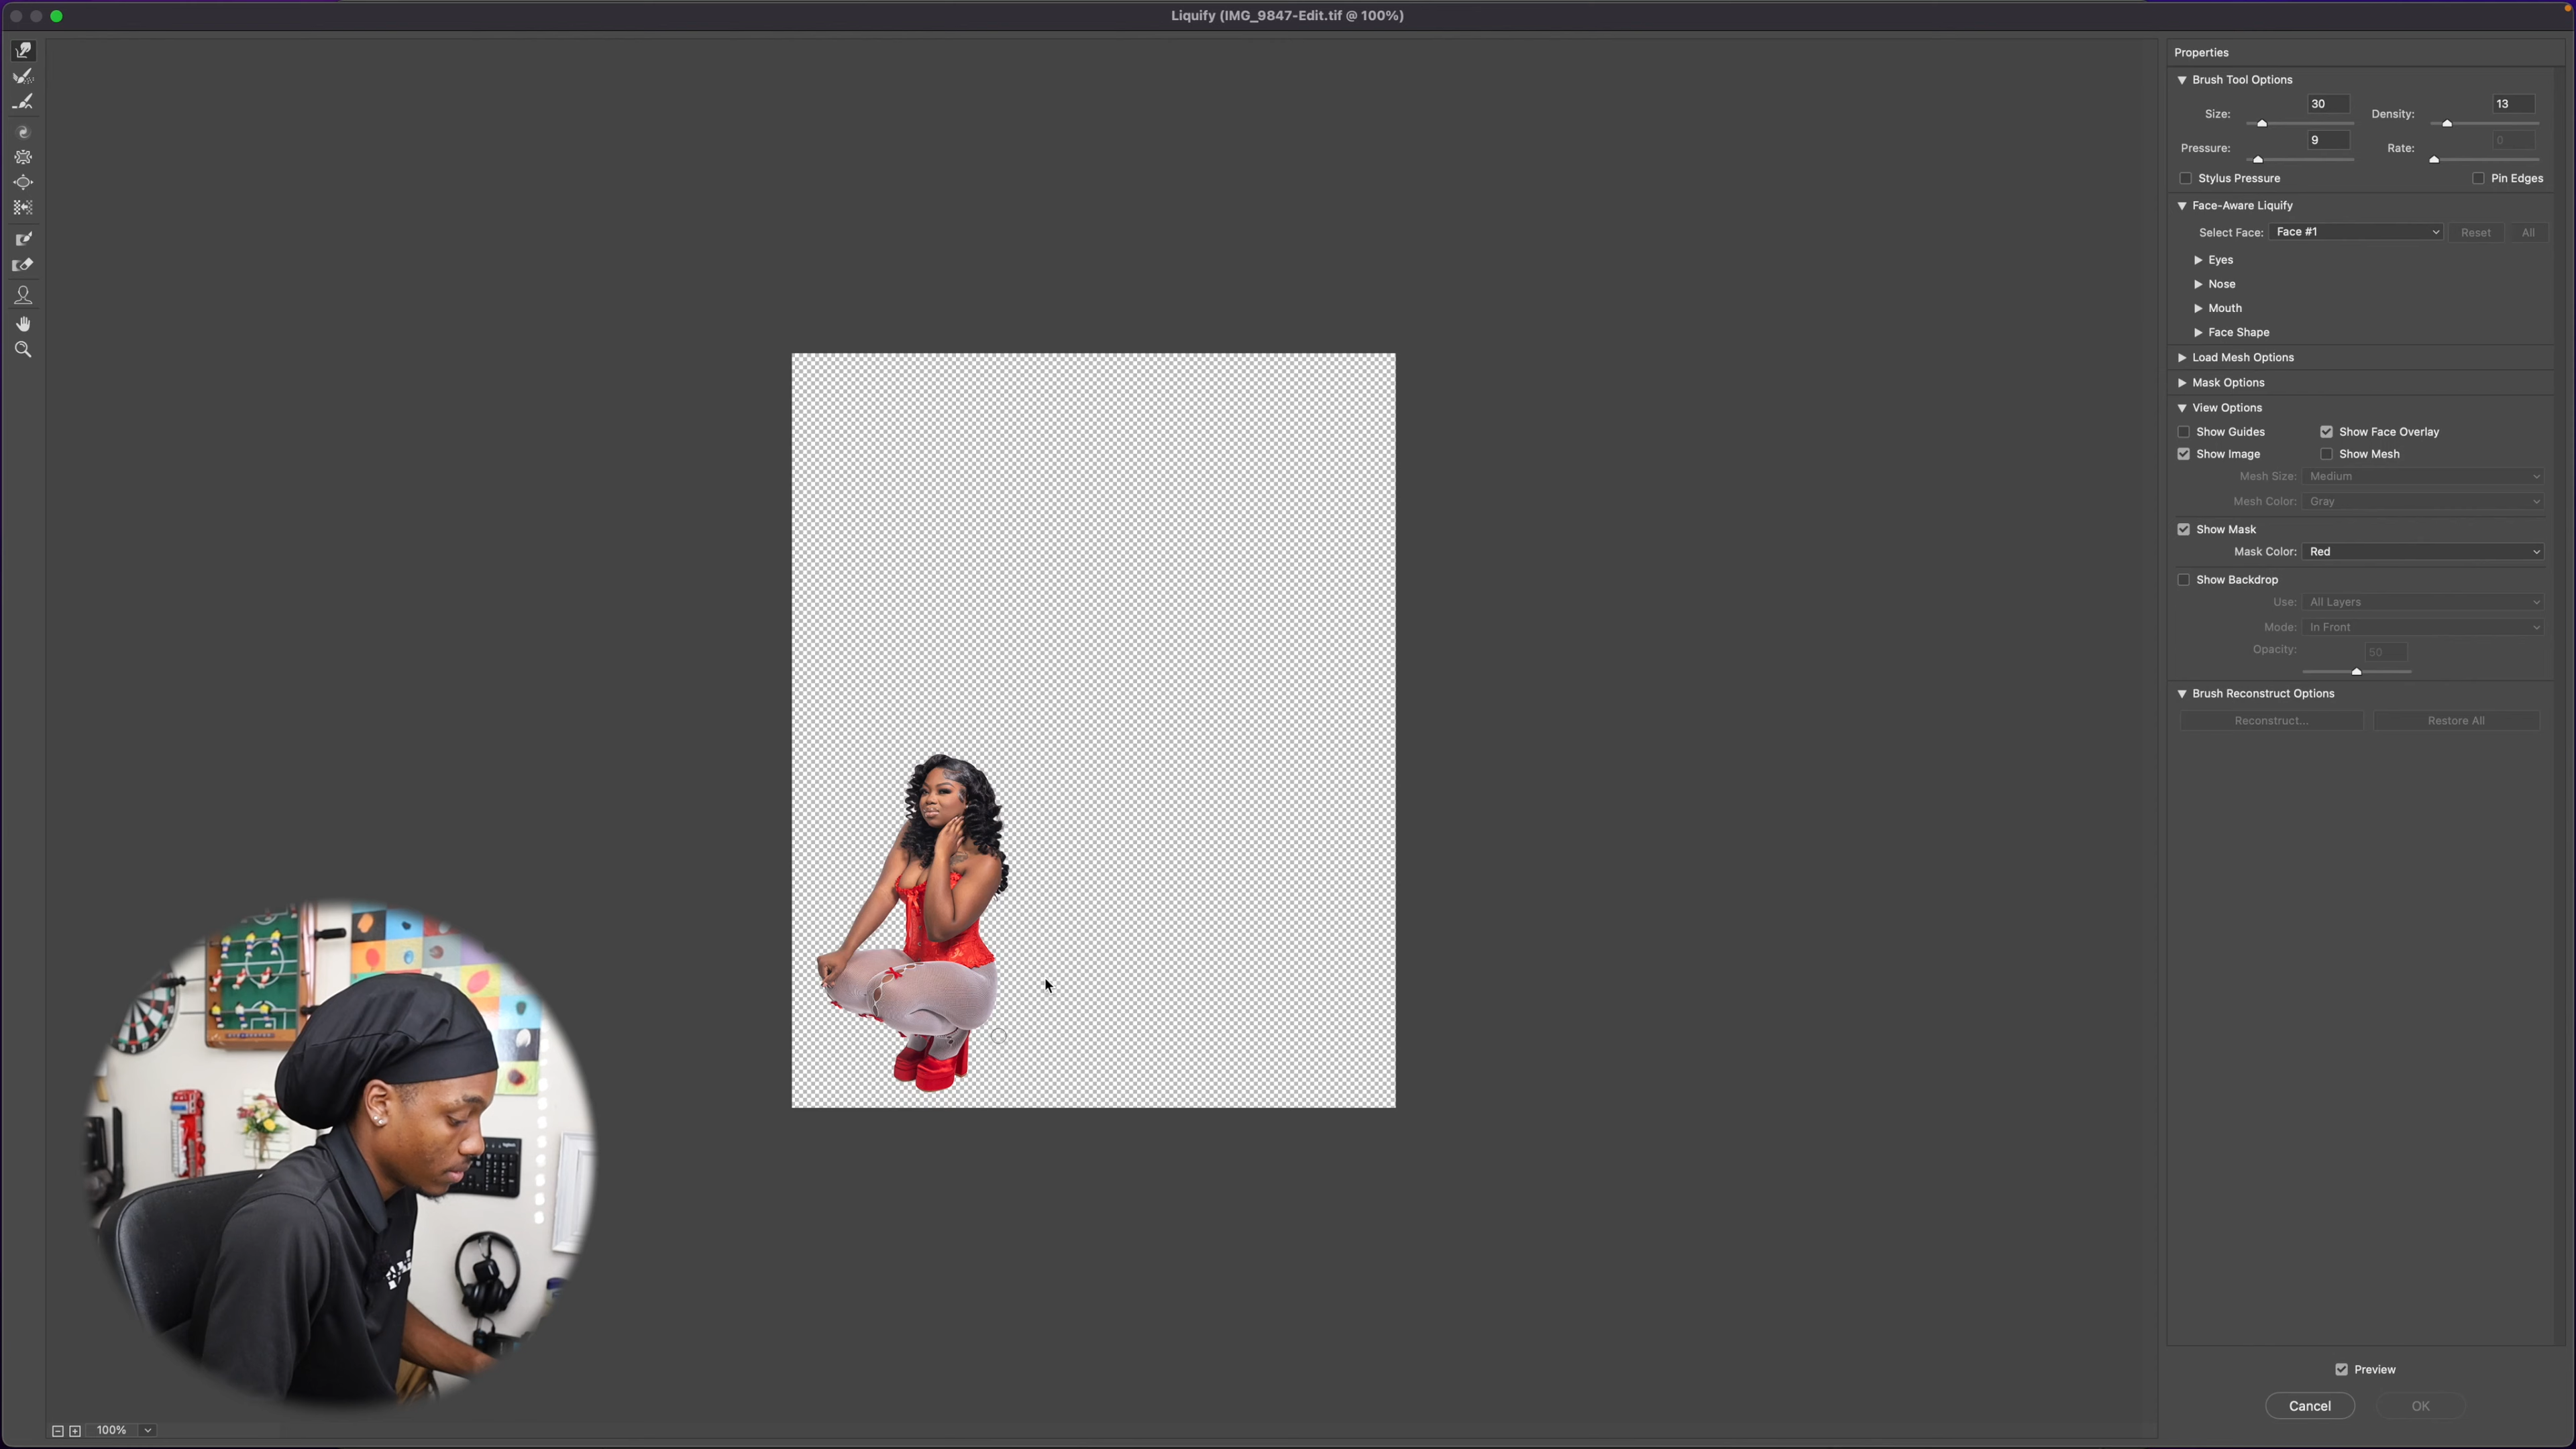 Liquify (IMG_9847-Edit.tif @ 100%)
Properties
Brush Tool Options
Size: 30 Density: 13
Pressure: 9 Rate: 0
Stylus Pressure Pin Edges
Face-Aware Liquify
Select Face: Face #1 Reset All
Eyes
Nose
Mouth
Face Shape
Load Mesh Options
Mask Options
View Options
Show Guides Show Face Overlay
Show Image Show Mesh
Mesh Size: Medium
Mesh Color: Gray
Show Mask
Mask Color: Red
Show Backdrop
Use: All Layers
Mode: In Front
Opacity: 50
Brush Reconstruct Options
Reconstruct... Restore All
Preview
Cancel OK
100%